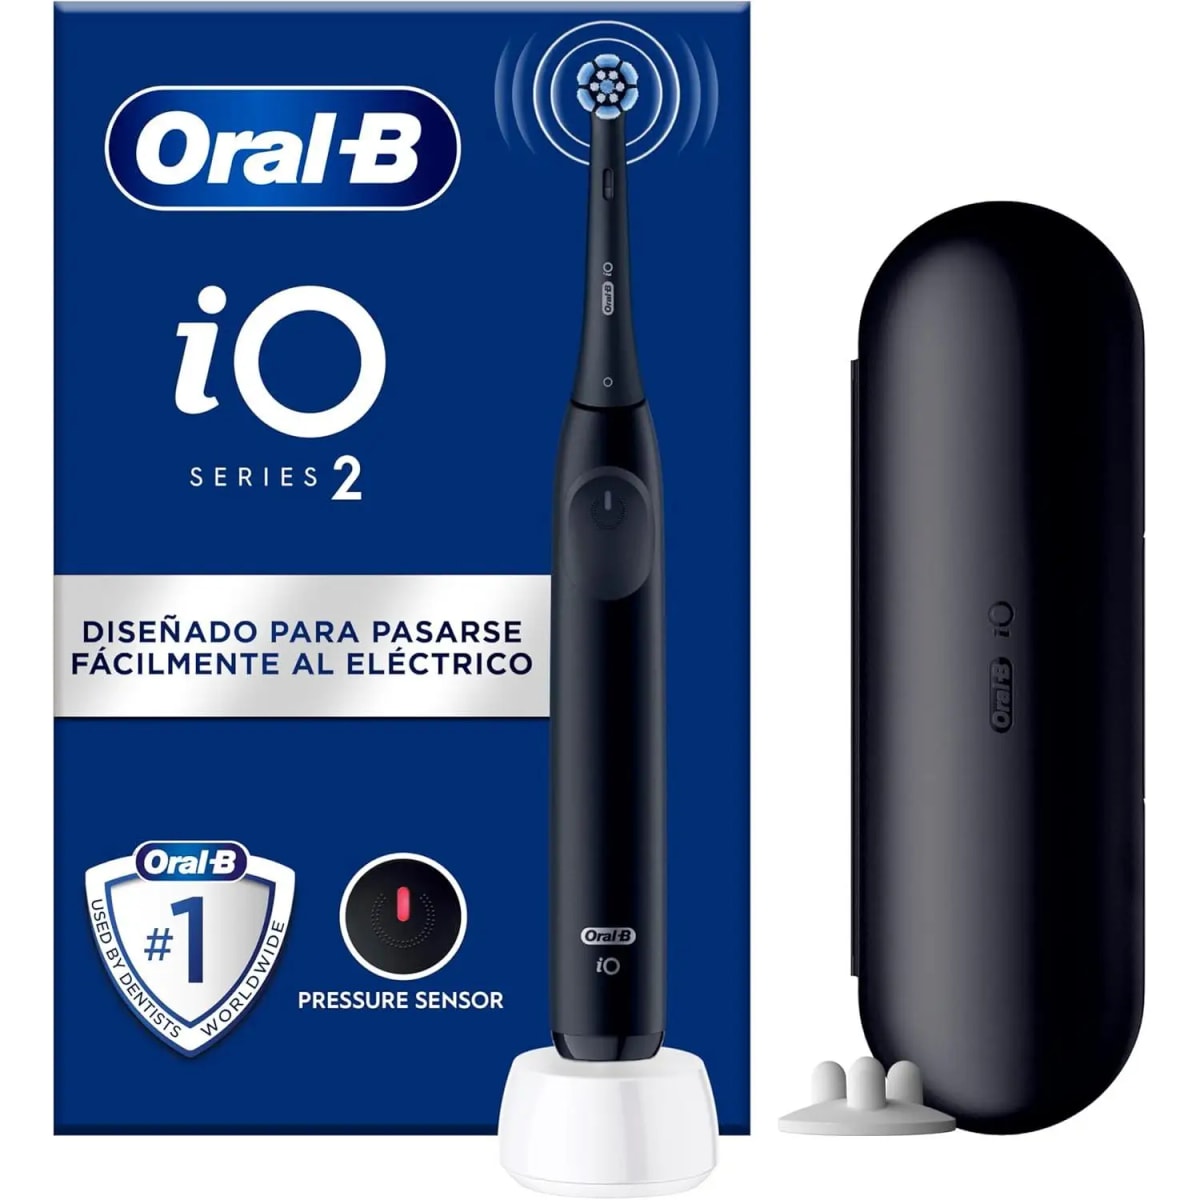 Oral-B
iO
SERIES 2
DISEÑADO PARA PASARSE
FÁCILMENTE AL ELÉCTRICO
Oral-B
#1
USED BY DENTISTS WORLDWIDE
PRESSURE SENSOR
Oral-B iO
Oral-B
iO
Oral-B iO